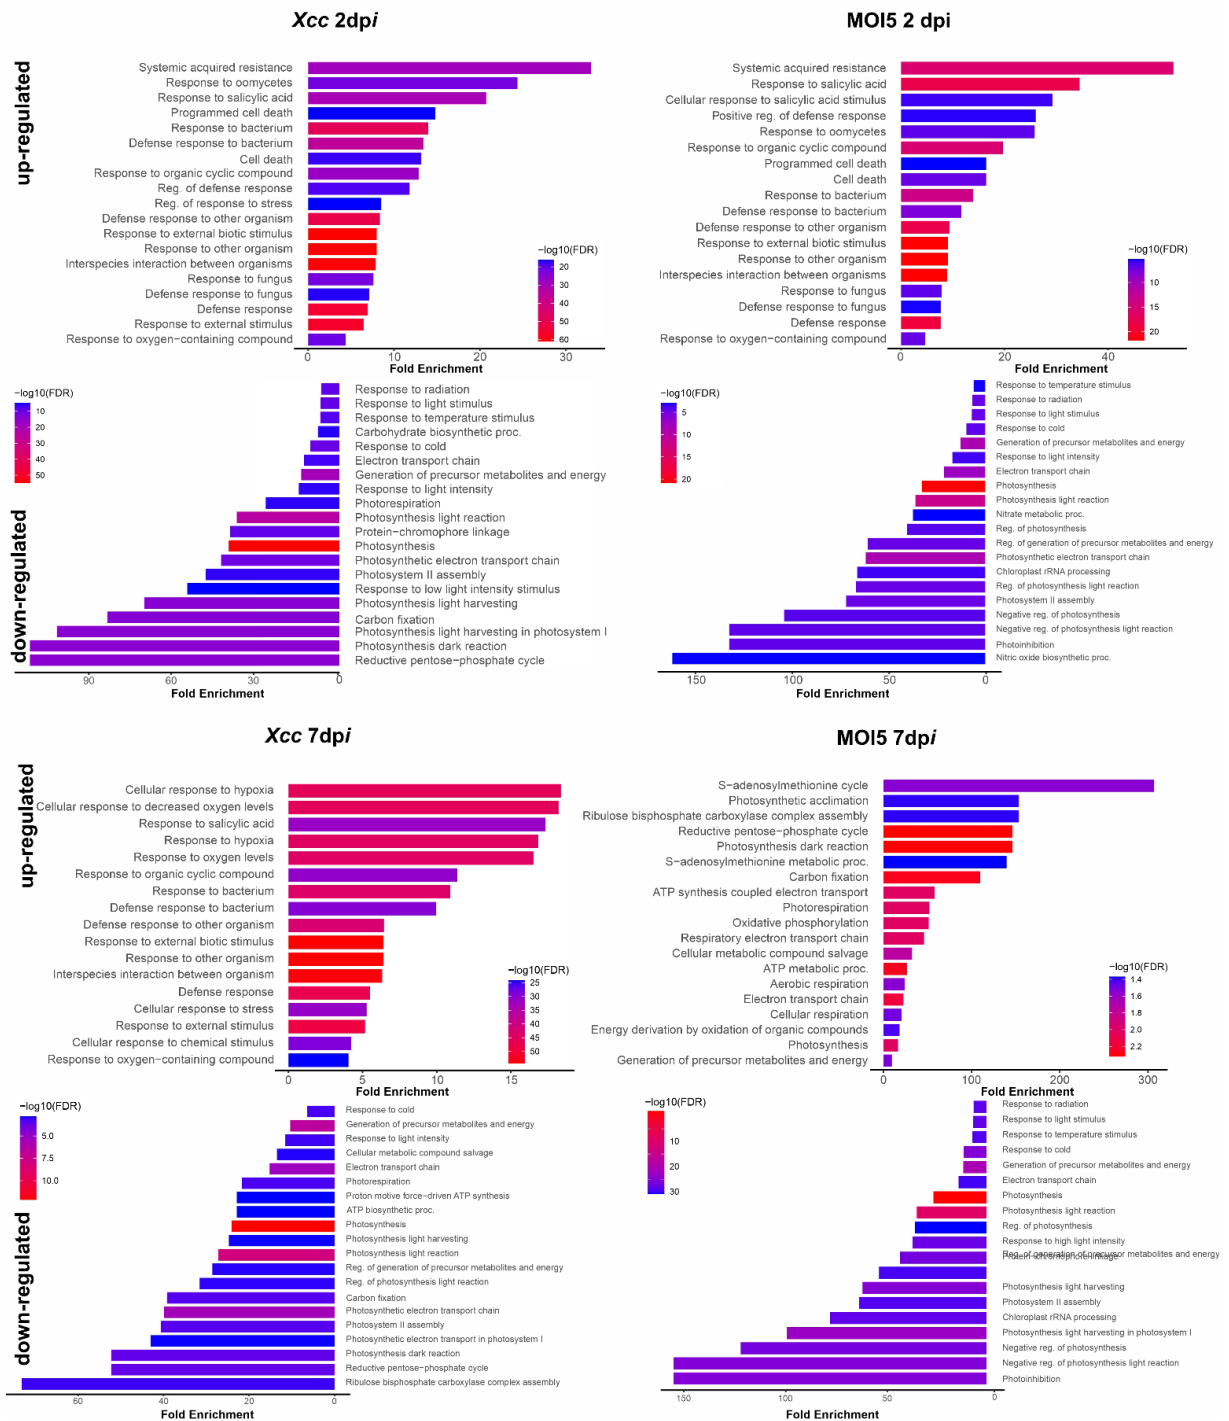 Xcc 2dpi
up-regulated
Systemic acquired resistance
Response to oomycetes
Response to salicylic acid
Programmed cell death
Response to bacterium
Defense response to bacterium
Cell death
Response to organic cyclic compound
Reg. of defense response
Reg. of response to stress
Defense response to other organism
Response to external biotic stimulus
Response to other organism
Interspecies interaction between organisms
Response to fungus
Defense response to fungus
Defense response
Response to external stimulus
Response to oxygen−containing compound
−log10(FDR)
20
30
40
50
60
0 10 20 30
Fold Enrichment
MOI5 2 dpi
Systemic acquired resistance
Response to salicylic acid
Cellular response to salicylic acid stimulus
Positive reg. of defense response
Response to oomycetes
Response to organic cyclic compound
Programmed cell death
Cell death
Response to bacterium
Defense response to bacterium
Defense response to other organism
Response to external biotic stimulus
Response to other organism
Interspecies interaction between organisms
Response to fungus
Defense response to fungus
Defense response
Response to oxygen−containing compound
−log10(FDR)
10
15
20
0 20 40
Fold Enrichment
down-regulated
−log10(FDR)
10
20
30
40
50
Response to radiation
Response to light stimulus
Response to temperature stimulus
Carbohydrate biosynthetic proc.
Response to cold
Electron transport chain
Generation of precursor metabolites and energy
Response to light intensity
Photorespiration
Photosynthesis light reaction
Protein−chromophore linkage
Photosynthesis
Photosynthetic electron transport chain
Photosystem II assembly
Response to low light intensity stimulus
Photosynthesis light harvesting
Carbon fixation
Photosynthesis light harvesting in photosystem I
Photosynthesis dark reaction
Reductive pentose−phosphate cycle
90 60 30 0
Fold Enrichment
−log10(FDR)
5
10
15
20
Response to temperature stimulus
Response to radiation
Response to light stimulus
Response to cold
Generation of precursor metabolites and energy
Response to light intensity
Electron transport chain
Photosynthesis
Photosynthesis light reaction
Nitrate metabolic proc.
Reg. of photosynthesis
Reg. of generation of precursor metabolites and energy
Photosynthetic electron transport chain
Chloroplast rRNA processing
Reg. of photosynthesis light reaction
Photosystem II assembly
Negative reg. of photosynthesis
Negative reg. of photosynthesis light reaction
Photoinhibition
Nitric oxide biosynthetic proc.
150 100 50 0
Fold Enrichment
Xcc 7dpi
up-regulated
Cellular response to hypoxia
Cellular response to decreased oxygen levels
Response to salicylic acid
Response to hypoxia
Response to oxygen levels
Response to organic cyclic compound
Response to bacterium
Defense response to bacterium
Defense response to other organism
Response to external biotic stimulus
Response to other organism
Interspecies interaction between organism
Defense response
Cellular response to stress
Response to external stimulus
Cellular response to chemical stimulus
Response to oxygen−containing compound
−log10(FDR)
25
30
35
40
45
50
0 5 10 15
Fold Enrichment
MOI5 7dpi
S−adenosylmethionine cycle
Photosynthetic acclimation
Ribulose bisphosphate carboxylase complex assembly
Reductive pentose−phosphate cycle
Photosynthesis dark reaction
S−adenosylmethionine metabolic proc.
Carbon fixation
ATP synthesis coupled electron transport
Photorespiration
Oxidative phosphorylation
Respiratory electron transport chain
Cellular metabolic compound salvage
ATP metabolic proc.
Aerobic respiration
Electron transport chain
Cellular respiration
Energy derivation by oxidation of organic compounds
Photosynthesis
Generation of precursor metabolites and energy
−log10(FDR)
1.4
1.6
1.8
2.0
2.2
0 100 200 300
Fold Enrichment
down-regulated
−log10(FDR)
5.0
7.5
10.0
Response to cold
Generation of precursor metabolites and energy
Response to light intensity
Cellular metabolic compound salvage
Electron transport chain
Photorespiration
Proton motive force−driven ATP synthesis
ATP biosynthetic proc.
Photosynthesis
Photosynthesis light harvesting
Photosynthesis light reaction
Reg. of generation of precursor metabolites and energy
Reg. of photosynthesis light reaction
Carbon fixation
Photosynthetic electron transport chain
Photosystem II assembly
Photosynthetic electron transport in photosystem I
Photosynthesis dark reaction
Reductive pentose−phosphate cycle
Ribulose bisphosphate carboxylase complex assembly
60 40 20 0
Fold Enrichment
−log10(FDR)
10
20
30
Response to radiation
Response to light stimulus
Response to temperature stimulus
Response to cold
Generation of precursor metabolites and energy
Electron transport chain
Photosynthesis
Photosynthesis light reaction
Reg. of photosynthesis
Response to high light intensity
Reg. of generation of precursor metabolites and energy
Photosynthesis light harvesting
Photosystem II assembly
Chloroplast rRNA processing
Photosynthesis light harvesting in photosystem I
Negative reg. of photosynthesis
Negative reg. of photosynthesis light reaction
Photoinhibition
150 100 50 0
Fold Enrichment